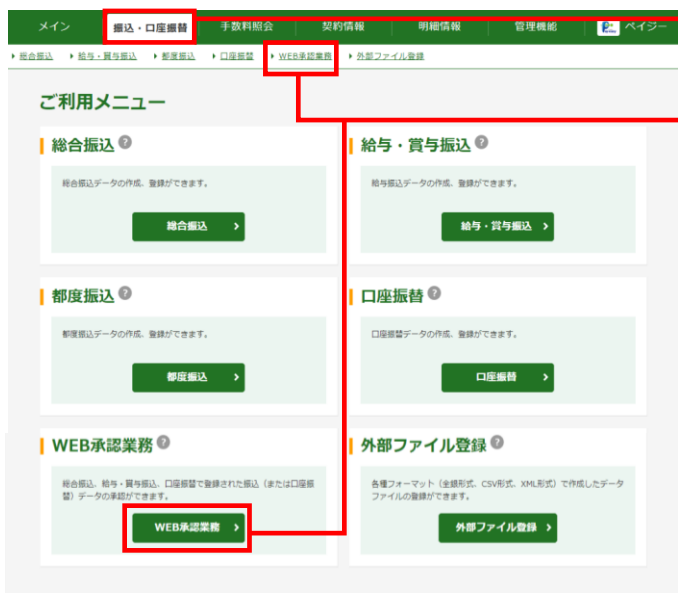 メイン 振込・口座振替 手数料照会 契約情報 明細情報 管理機能 ペイジー
総合振込 給与・賞与振込 都度振込 口座振替 WEB承認業務 外部ファイル登録
ご利用メニュー
総合振込 ?
総合振込データの作成、登録ができます。
総合振込 >
給与・賞与振込 ?
給与振込データの作成、登録ができます。
給与・賞与振込 >
都度振込 ?
都度振込データの作成、登録ができます。
都度振込 >
口座振替 ?
口座振替データの作成、登録ができます。
口座振替 >
WEB承認業務 ?
総合振込、給与・賞与振込、口座振替で登録された振込（または口座振
替）データの承認ができます。
WEB承認業務 >
外部ファイル登録 ?
各種フォーマット（全銀形式、CSV形式、XML形式）で作成したデータ
ファイルの登録ができます。
外部ファイル登録 >